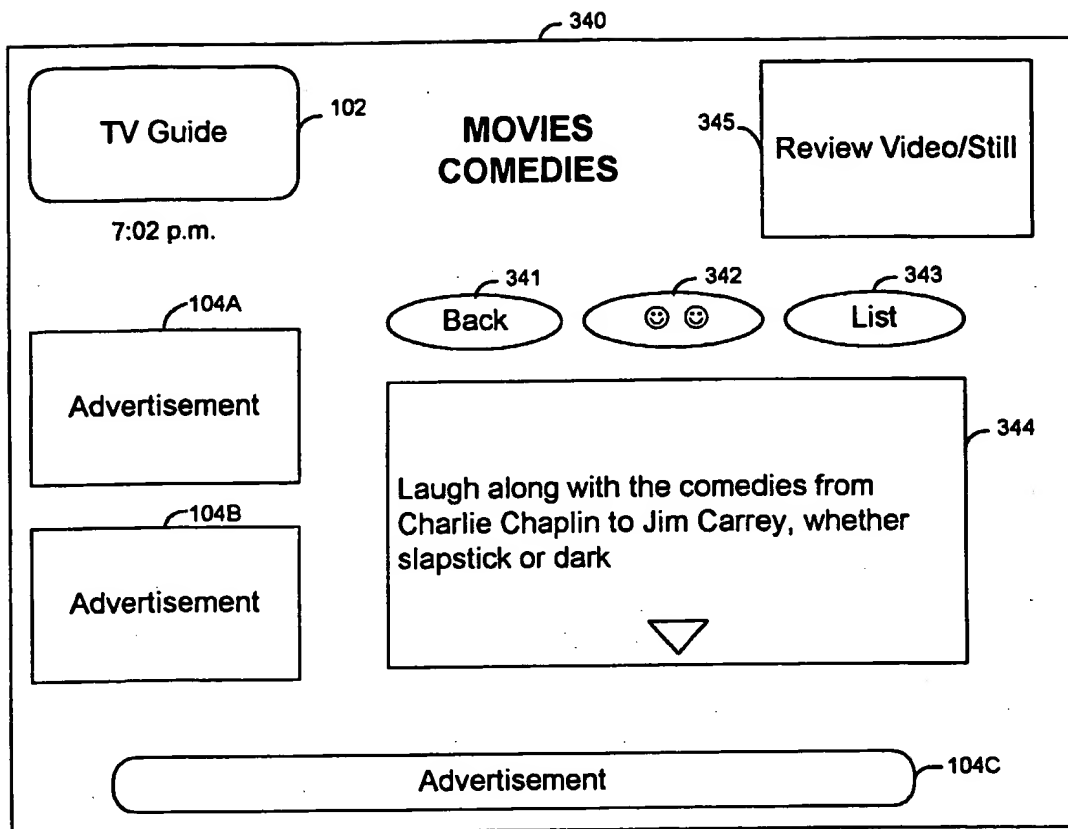 340
TV Guide
102
MOVIES
COMEDIES
345
Review Video/Still
7:02 p.m.
341
342
343
Back
☺ ☺
List
104A
Advertisement
344
Laugh along with the comedies from
Charlie Chaplin to Jim Carrey, whether
slapstick or dark
104B
Advertisement
Advertisement
104C